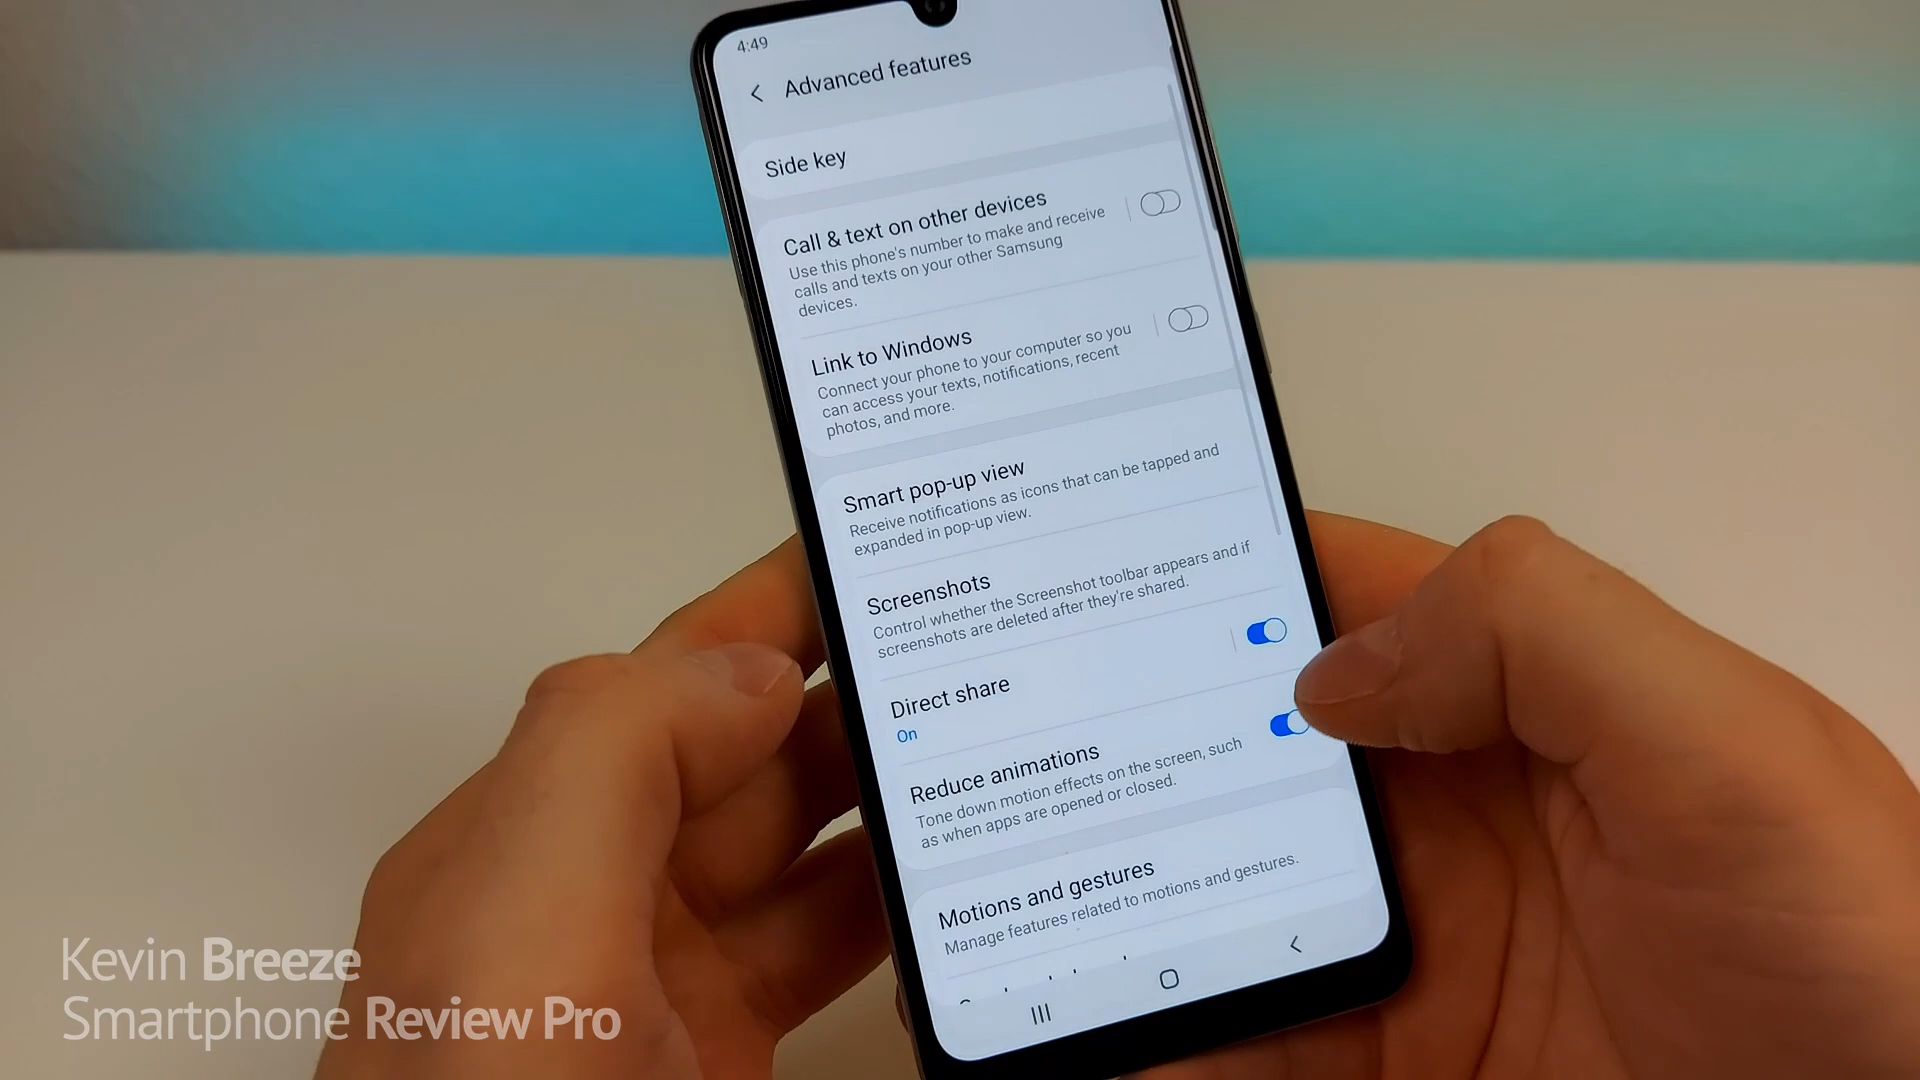 4:49
Advanced features
Side key
Call & text on other devices
Use this phone's number to make and receive
calls and texts on your other Samsung
devices.
Link to Windows
Connect your phone to your computer so you
can access your texts, notifications, recent
photos, and more.
Smart pop-up view
Receive notifications as icons that can be tapped and
expanded in pop-up view.
Screenshots
Control whether the Screenshot toolbar appears and if
screenshots are deleted after they're shared.
Direct share
On
Reduce animations
Tone down motion effects on the screen, such
as when apps are opened or closed.
Motions and gestures
Manage features related to motions and gestures.
Kevin Breeze
Smartphone Review Pro